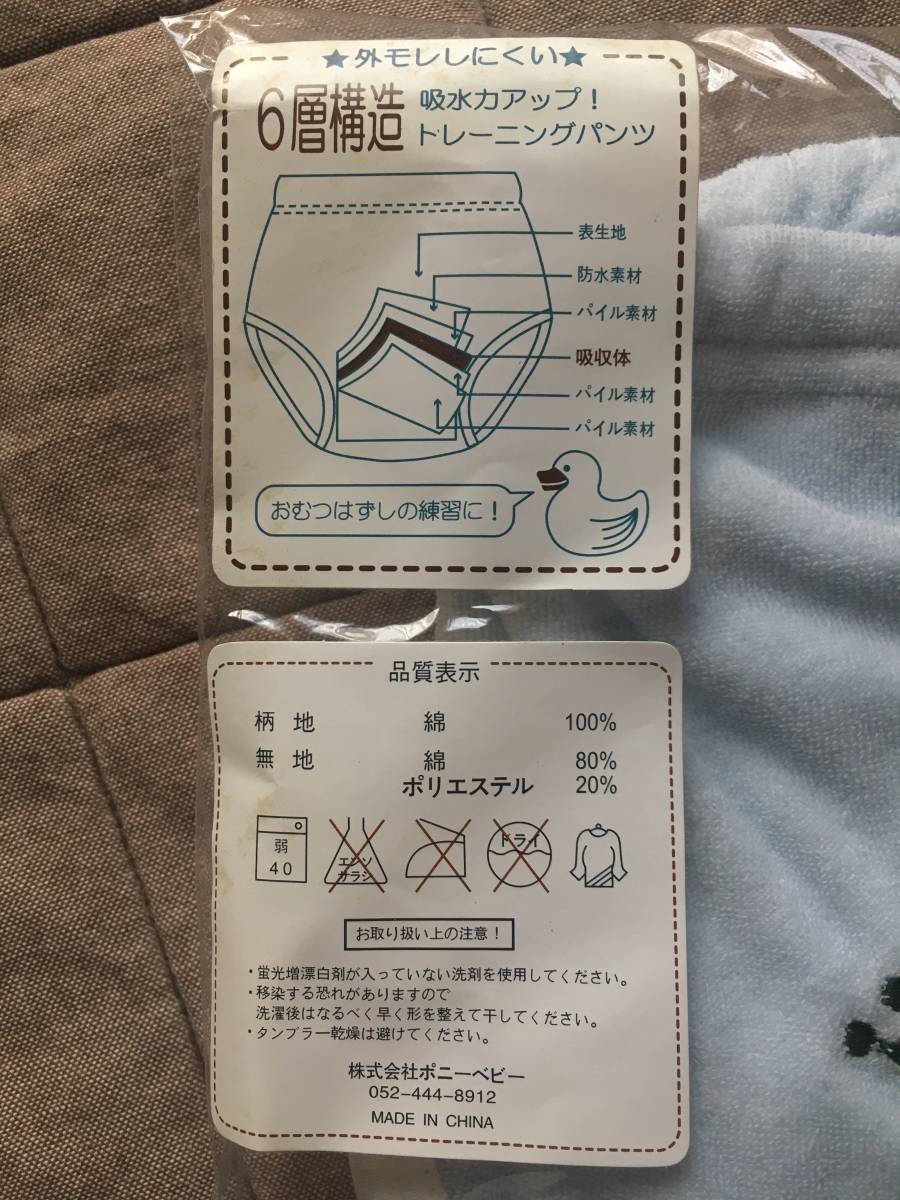 ★外モレしにくい★
6層構造
吸水力アップ！
トレーニングパンツ
表生地
防水素材
パイル素材
吸収体
パイル素材
パイル素材
おむつはずしの練習に！
品質表示
柄 地 綿 100%
無 地 綿 80%
ポリエステル 20%
弱
40
エンソ
サラシ
ドライ
お取り扱い上の注意！
・蛍光増漂白剤が入っていない洗剤を使用してください。
・移染する恐れがありますので
洗濯後はなるべく早く形を整えて干してください。
・タンブラー乾燥は避けてください。
株式会社ポニーベビー
052-444-8912
MADE IN CHINA